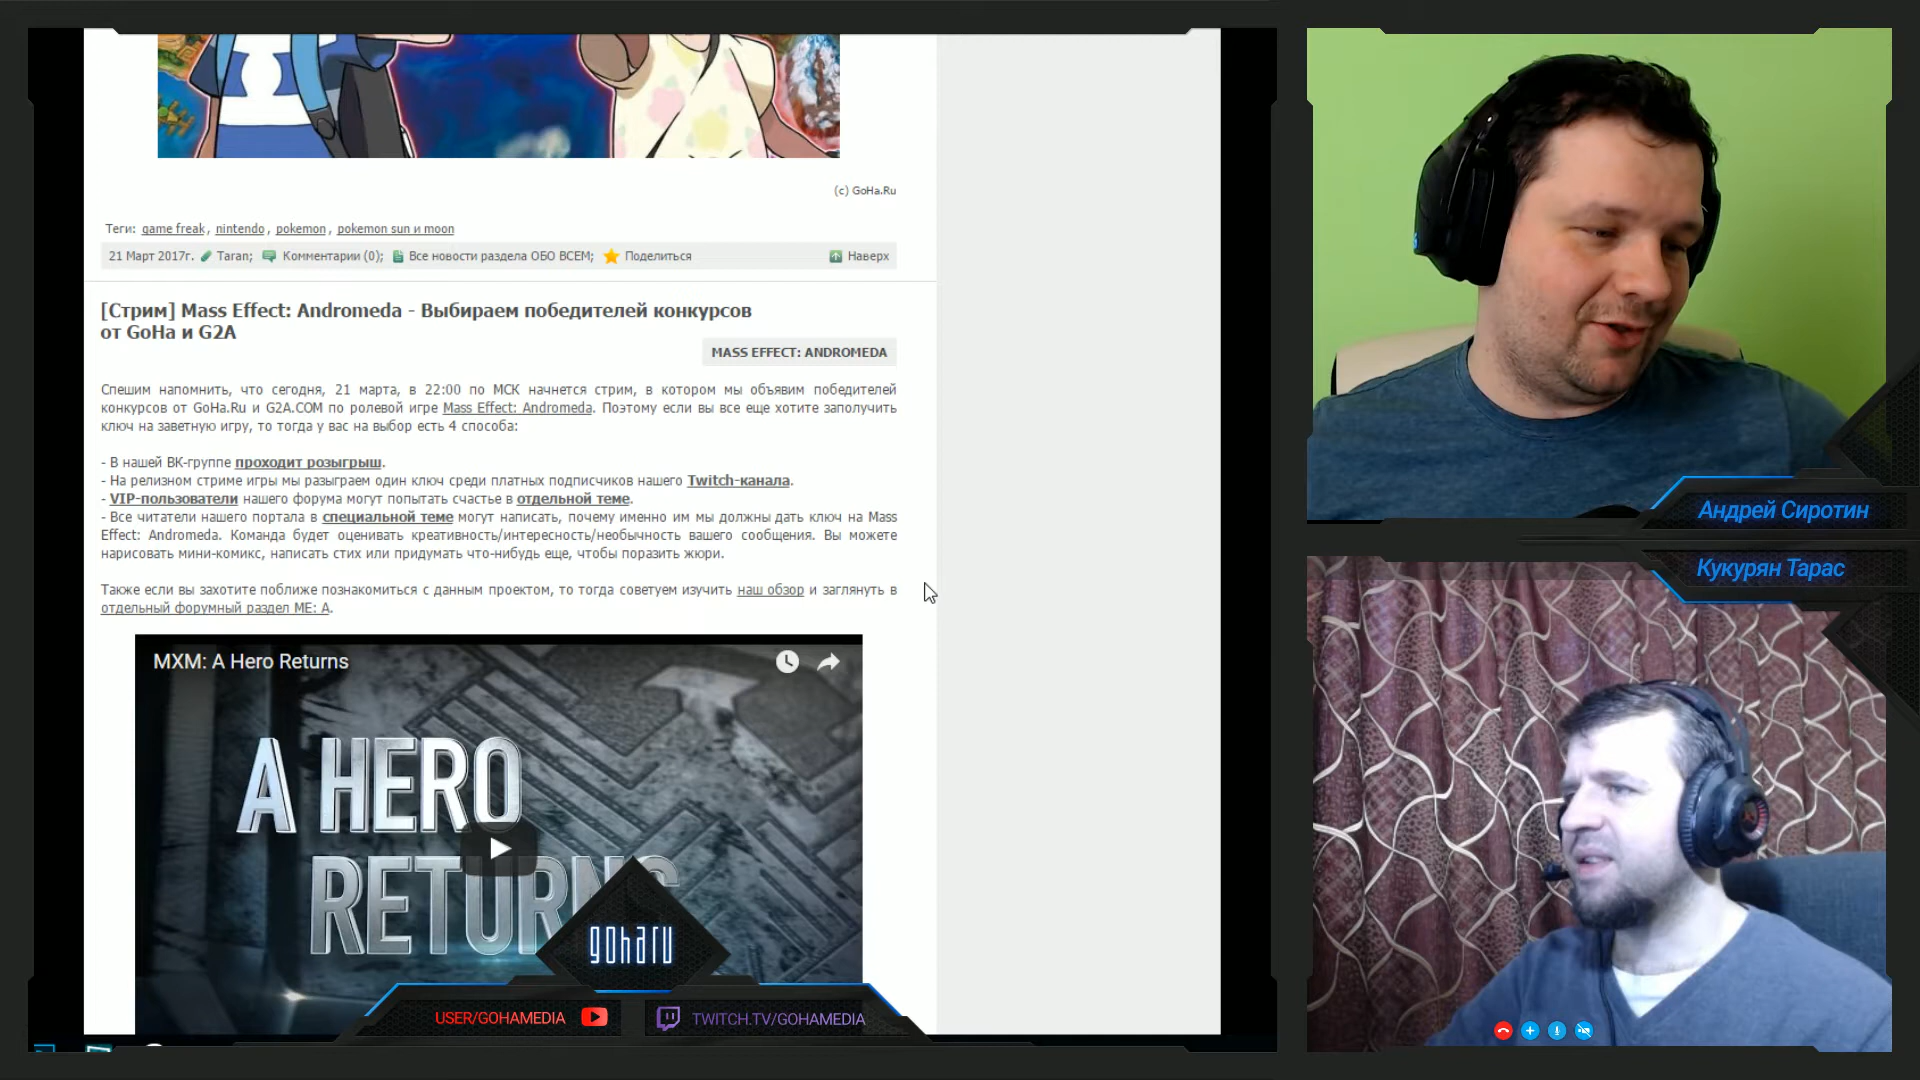 (c) GoHa.Ru
Теги: game freak, nintendo, pokemon, pokemon sun и moon
21 Март 2017г. Taran; Комментарии (0); Все новости раздела ОБО ВСЕМ; Поделиться Наверх
[Стрим] Mass Effect: Andromeda - Выбираем победителей конкурсов
от GoHa и G2A
MASS EFFECT: ANDROMEDA
Спешим напомнить, что сегодня, 21 марта, в 22:00 по МСК начнется стрим, в котором мы объявим победителей
конкурсов от GoHa.Ru и G2A.COM по ролевой игре Mass Effect: Andromeda. Поэтому если вы все еще хотите заполучить
ключ на заветную игру, то тогда у вас на выбор есть 4 способа:
- В нашей ВК-группе проходит розыгрыш.
- На релизном стриме игры мы разыграем один ключ среди платных подписчиков нашего Twitch-канала.
- VIP-пользователи нашего форума могут попытать счастье в отдельной теме.
- Все читатели нашего портала в специальной теме могут написать, почему именно им мы должны дать ключ на Mass
Effect: Andromeda. Команда будет оценивать креативность/интересность/необычность вашего сообщения. Вы можете
нарисовать мини-комикс, написать стих или придумать что-нибудь еще, чтобы поразить жюри.
Также если вы захотите поближе познакомиться с данным проектом, то тогда советуем изучить наш обзор и заглянуть в
отдельный форумный раздел ME: A.
MXM: A Hero Returns
A HERO
RETURNS
goharu
USER/GOHAMEDIA
TWITCH.TV/GOHAMEDIA
Андрей Сиротин
Кукурян Тарас